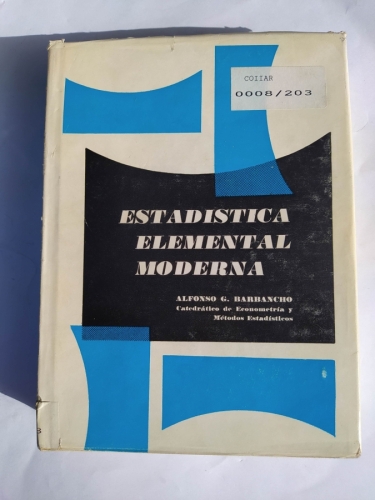 COIIAR
0008/203
ESTADISTICA
ELEMENTAL
MODERNA
ALFONSO G. BARBANCHO
Catedrático de Econometría y
Métodos Estadísticos